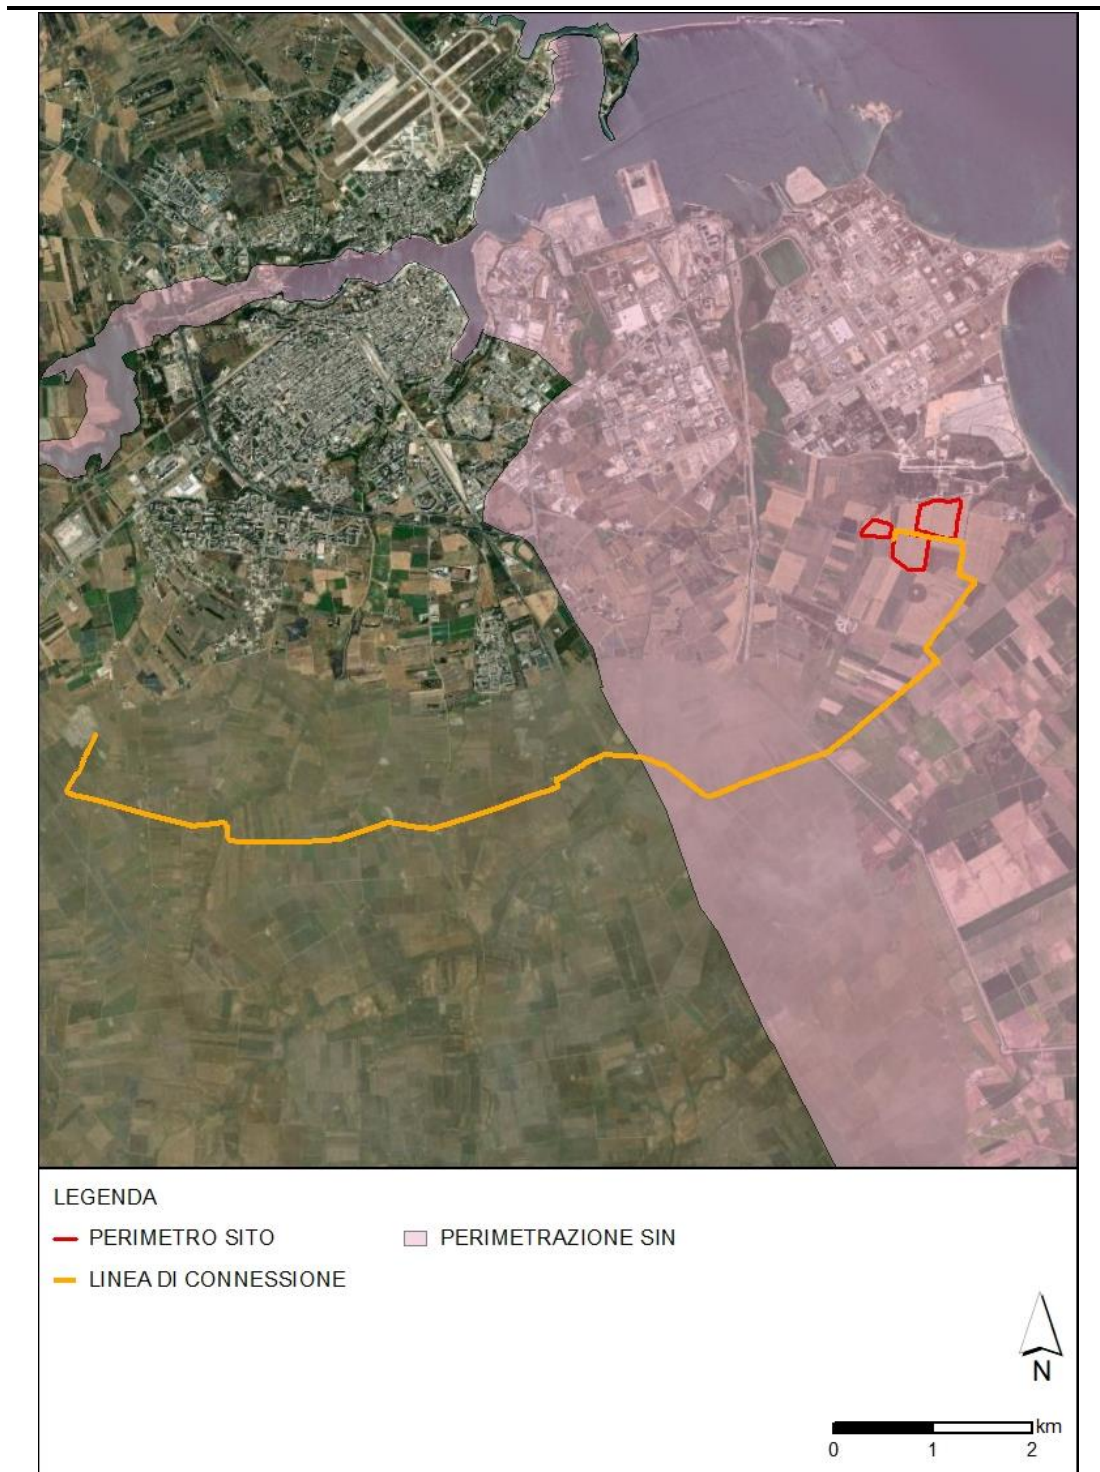 LEGENDA
PERIMETRO SITO
PERIMETRAZIONE SIN
LINEA DI CONNESSIONE
N
km
0 1 2